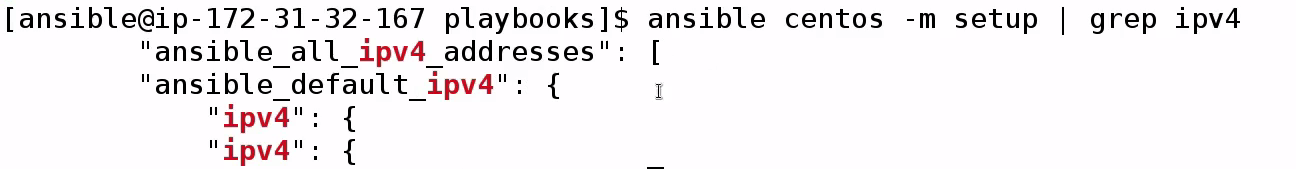 [ansible@ip-172-31-32-167 playbooks]$ ansible centos -m setup | grep ipv4
"ansible_all_ipv4_addresses": [
"ansible_default_ipv4": {
"ipv4": {
"ipv4": {